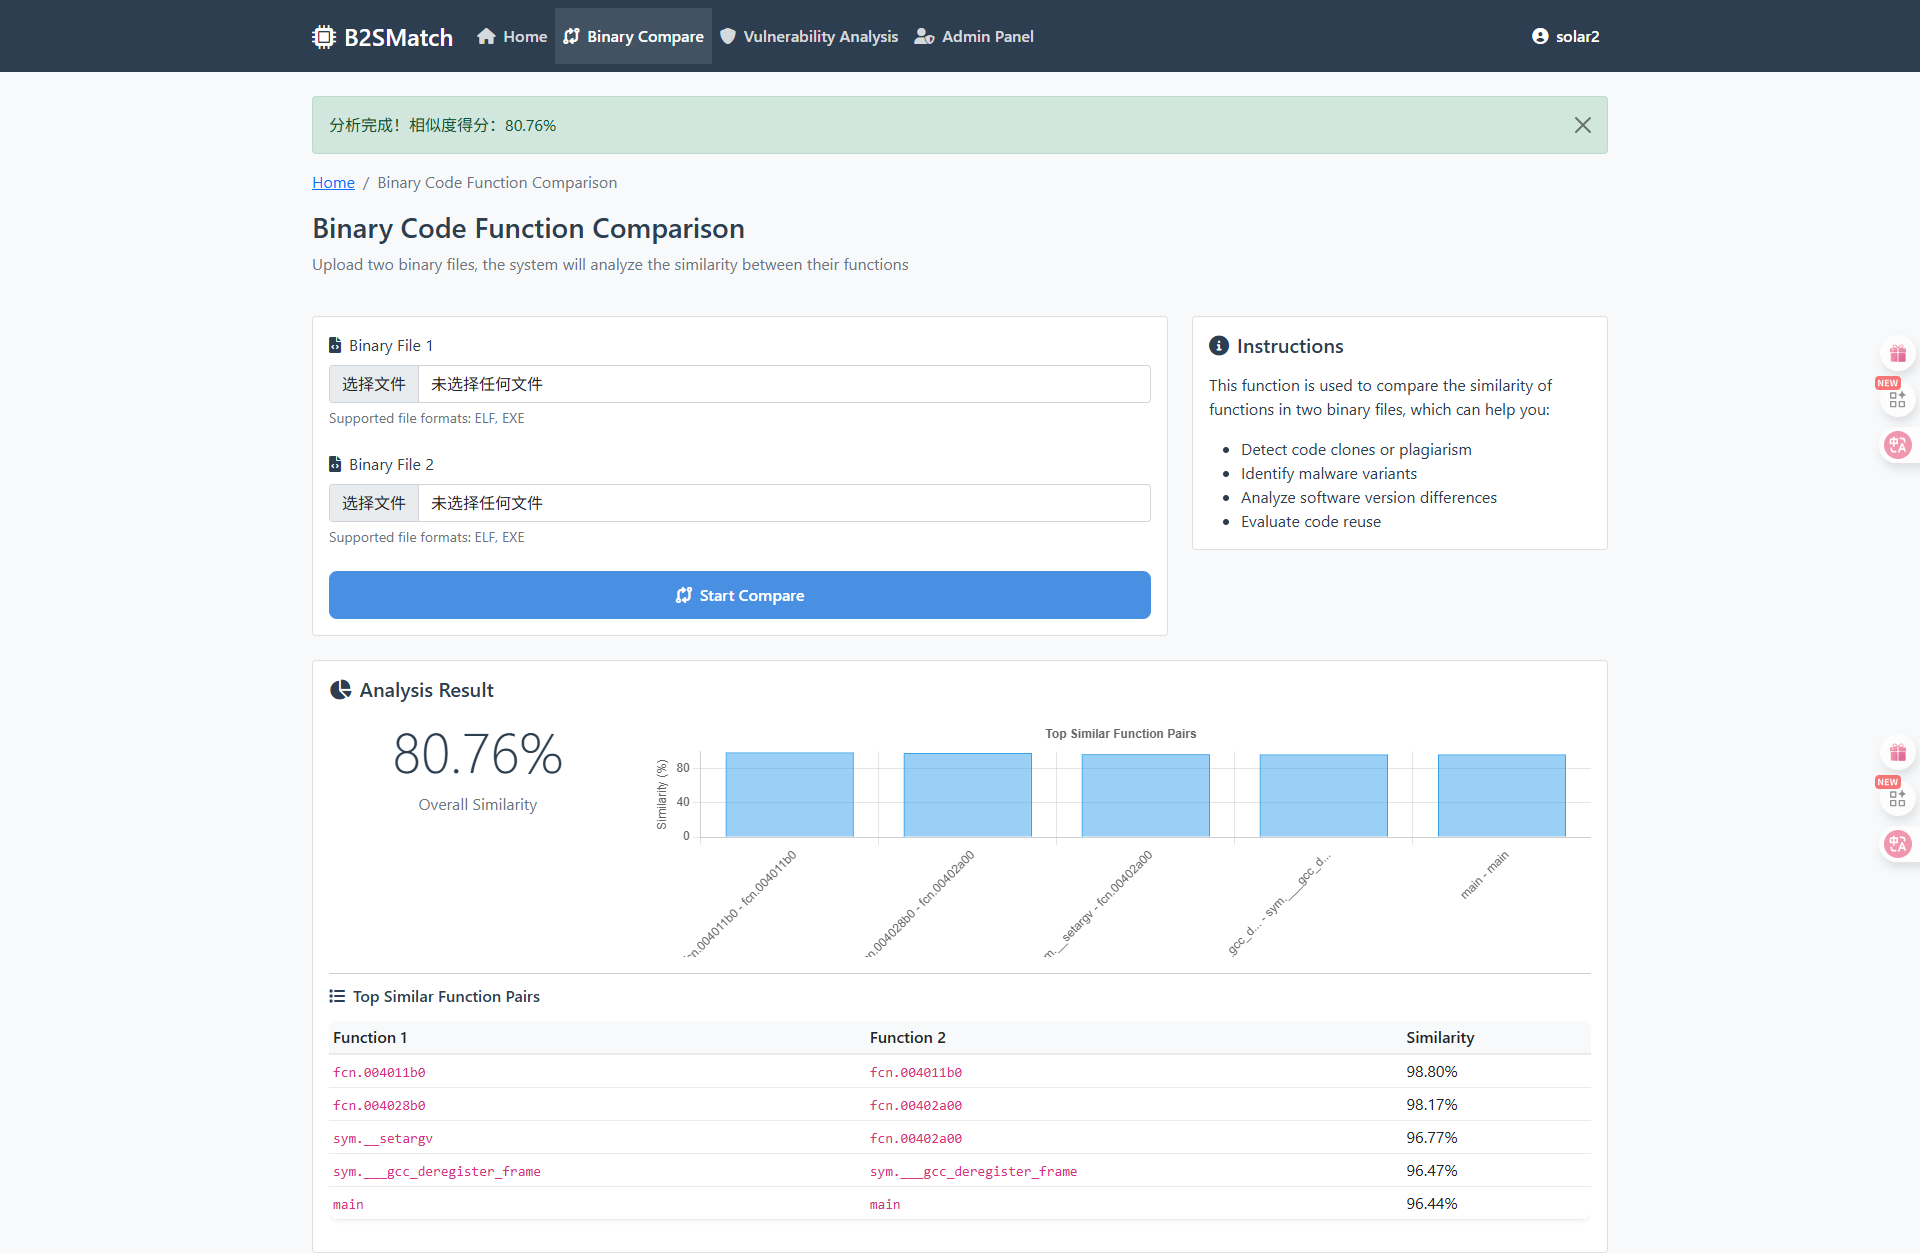 B2SMatch Home Binary Compare Vulnerability Analysis Admin Panel solar2
分析完成！相似度得分：80.76%
Home / Binary Code Function Comparison
Binary Code Function Comparison
Upload two binary files, the system will analyze the similarity between their functions
Binary File 1
选择文件 未选择任何文件
Supported file formats: ELF, EXE
Binary File 2
选择文件 未选择任何文件
Supported file formats: ELF, EXE
Start Compare
Instructions
This function is used to compare the similarity of
functions in two binary files, which can help you:
Detect code clones or plagiarism
Identify malware variants
Analyze software version differences
Evaluate code reuse
NEW
NEW
Analysis Result
80.76%
Overall Similarity
Top Similar Function Pairs
Similarity (%)
80
40
0
cn.004011b0 - fcn.004011b0
n.004028b0 - fcn.00402a00
m.__setargv - fcn.00402a00
gcc_d... - sym.___gcc_d...
main - main
Top Similar Function Pairs
Function 1 Function 2 Similarity
fcn.004011b0 fcn.004011b0 98.80%
fcn.004028b0 fcn.00402a00 98.17%
sym.__setargv fcn.00402a00 96.77%
sym.___gcc_deregister_frame sym.___gcc_deregister_frame 96.47%
main main 96.44%